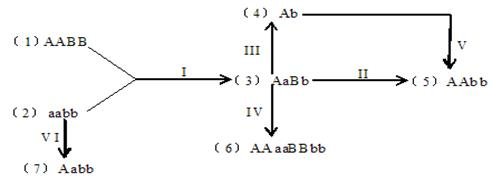 （4） Ab
（1）AABB
III
V
I
（3） AaBb
II
（5） AAbb
（2） aabb
IV
VI
（7） Aabb
（6） AAaaBBbb